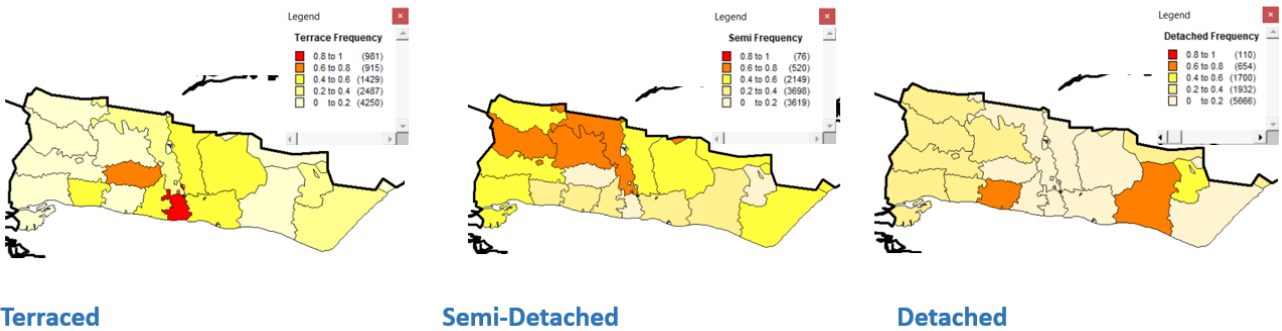 Legend
Terrace Frequency
0.8 to 1 (981)
0.6 to 0.8 (915)
0.4 to 0.6 (1429)
0.2 to 0.4 (2487)
0 to 0.2 (4250)
Legend
Semi Frequency
0.8 to 1 (76)
0.6 to 0.8 (520)
0.4 to 0.6 (2149)
0.2 to 0.4 (3698)
0 to 0.2 (3619)
Legend
Detached Frequency
0.8 to 1 (110)
0.6 to 0.8 (654)
0.4 to 0.6 (1700)
0.2 to 0.4 (1932)
0 to 0.2 (5666)
Terraced
Semi-Detached
Detached